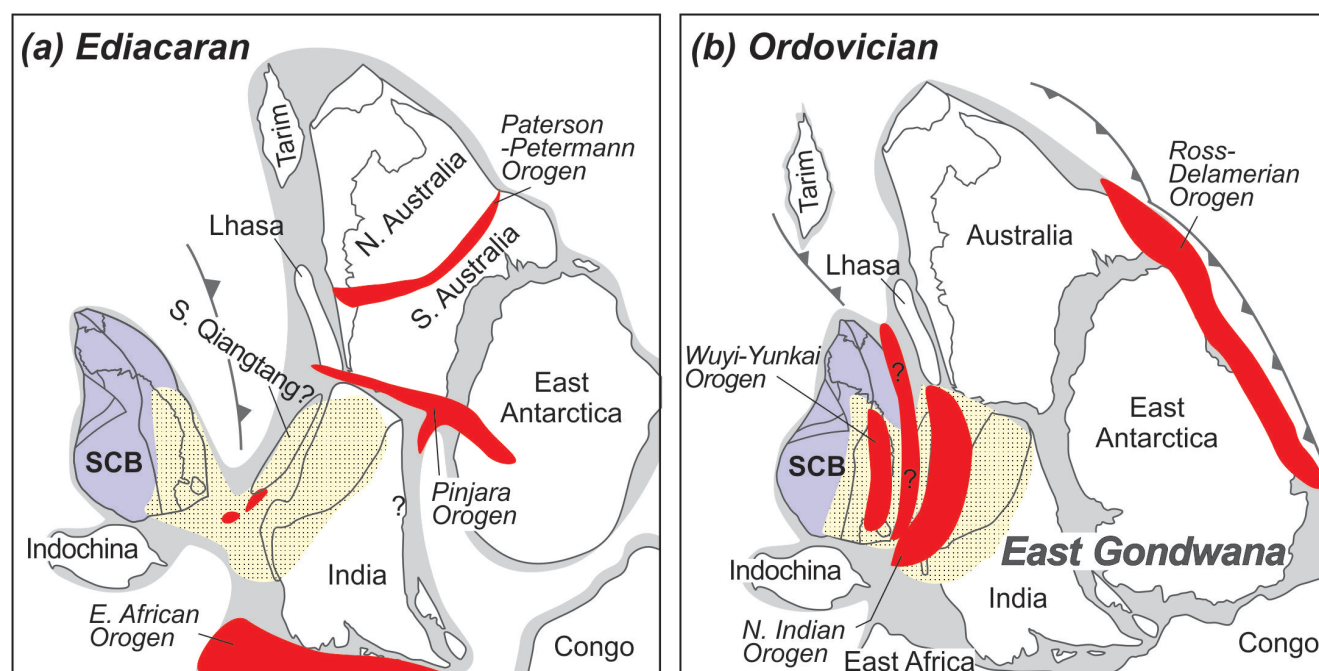 (a) Ediacaran
Tarim
Paterson
-Petermann
Orogen
N. Australia
Lhasa
S. Australia
S. Qiangtang?
East
Antarctica
SCB
Pinjara
Orogen
?
Indochina
India
E. African
Orogen
Congo
(b) Ordovician
Ross-
Delamerian
Orogen
Tarim
Australia
Lhasa
Wuyi-Yunkai
Orogen
?
East
Antarctica
SCB
?
East Gondwana
Indochina
India
N. Indian
Orogen
East Africa
Congo